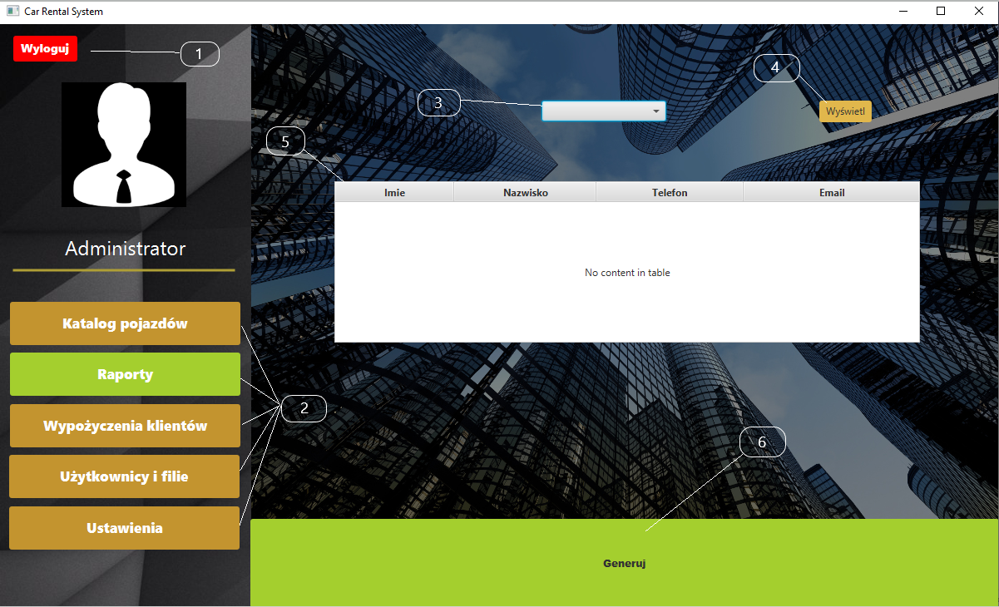 Car Rental System
Wyloguj
1
4
3
Wyświetl
5
Imie Nazwisko Telefon Email
No content in table
Administrator
Katalog pojazdów
Raporty
2
Wypożyczenia klientów
6
Użytkownicy i filie
Ustawienia
Generuj